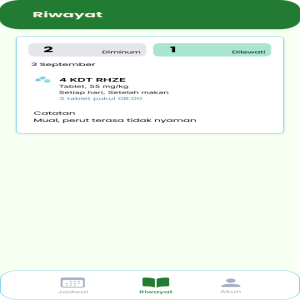 Riwayat
2 Diminum 1 Dilewati
3 September
4 KDT RHZE
Tablet, 55 mg/kg
Setiap hari, Setelah makan
3 tablet pukul 08:00
Catatan
Mual, perut terasa tidak nyaman
Jadwal Riwayat Akun